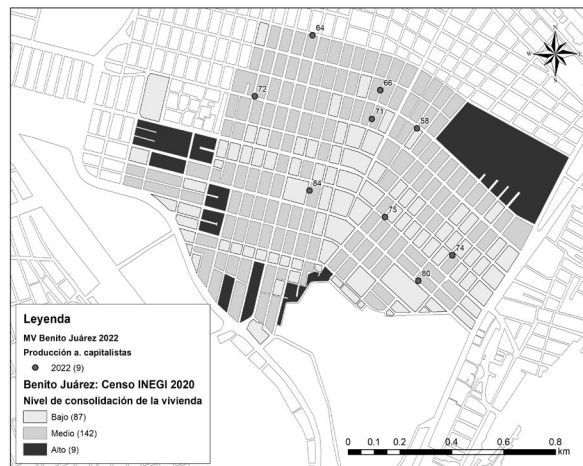 64
66
72
71
58
84
75
74
80
N
W
E
S
Leyenda
MV Benito Juárez 2022
Producción a. capitalistas
2022 (9)
Benito Juárez: Censo INEGI 2020
Nivel de consolidación de la vivienda
Bajo (87)
Medio (142)
Alto (9)
0 0.2 0.4 0.6 0.8
km